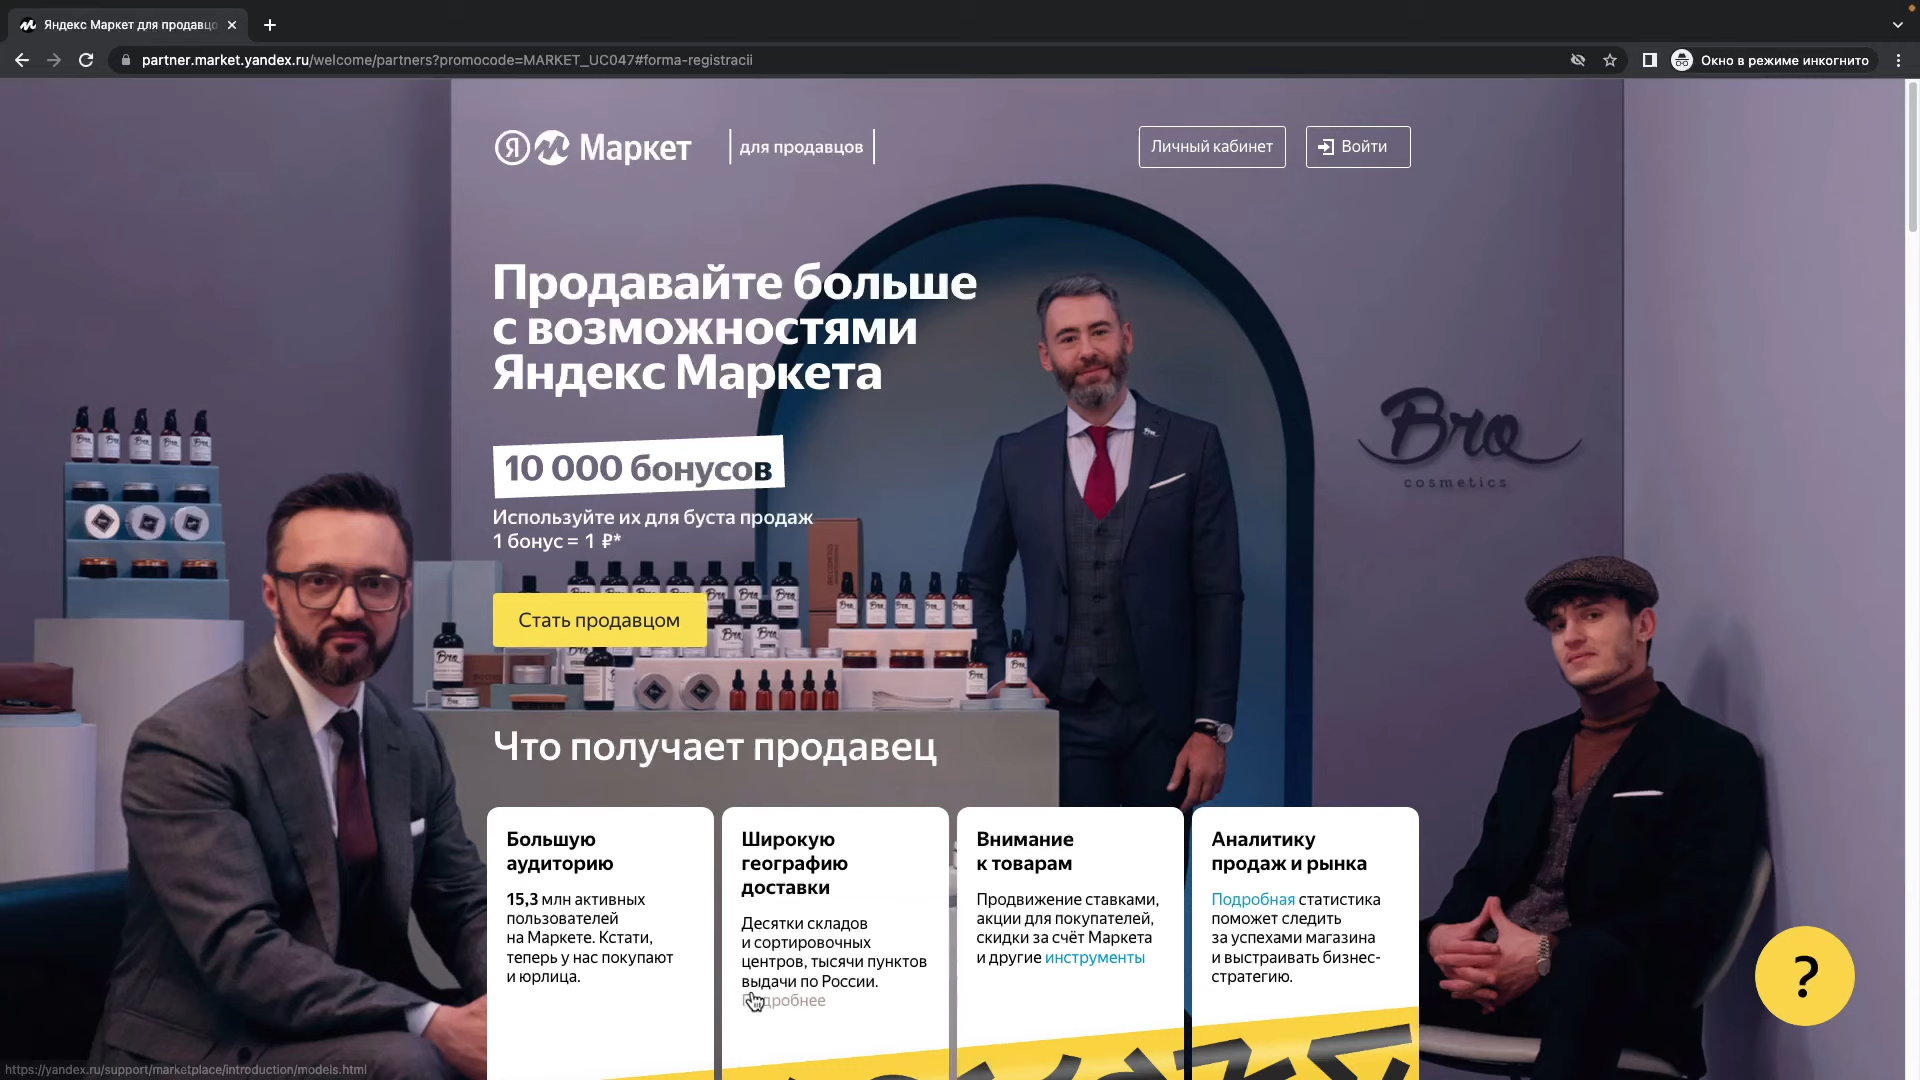 Яндекс Маркет для продавцо
partner.market.yandex.ru/welcome/partners?promocode=MARKET_UC047#forma-registracii
Окно в режиме инкогнито
Я Маркет
для продавцов
Личный кабинет
Войти
Продавайте больше
с возможностями
Яндекс Маркета
10 000 бонусов
Используйте их для буста продаж
1 бонус = 1 ₽*
Стать продавцом
Bro
cosmetics
Что получает продавец
Большую
аудиторию
15,3 млн активных
пользователей
на Маркете. Кстати,
теперь у нас покупают
и юрлица.
Широкую
географию
доставки
Десятки складов
и сортировочных
центров, тысячи пунктов
выдачи по России.
Подробнее
Внимание
к товарам
Продвижение ставками,
акции для покупателей,
скидки за счёт Маркета
и другие инструменты
Аналитику
продаж и рынка
Подробная статистика
поможет следить
за успехами магазина
и выстраивать бизнес-
стратегию.
?
https://yandex.ru/support/marketplace/introduction/models.html